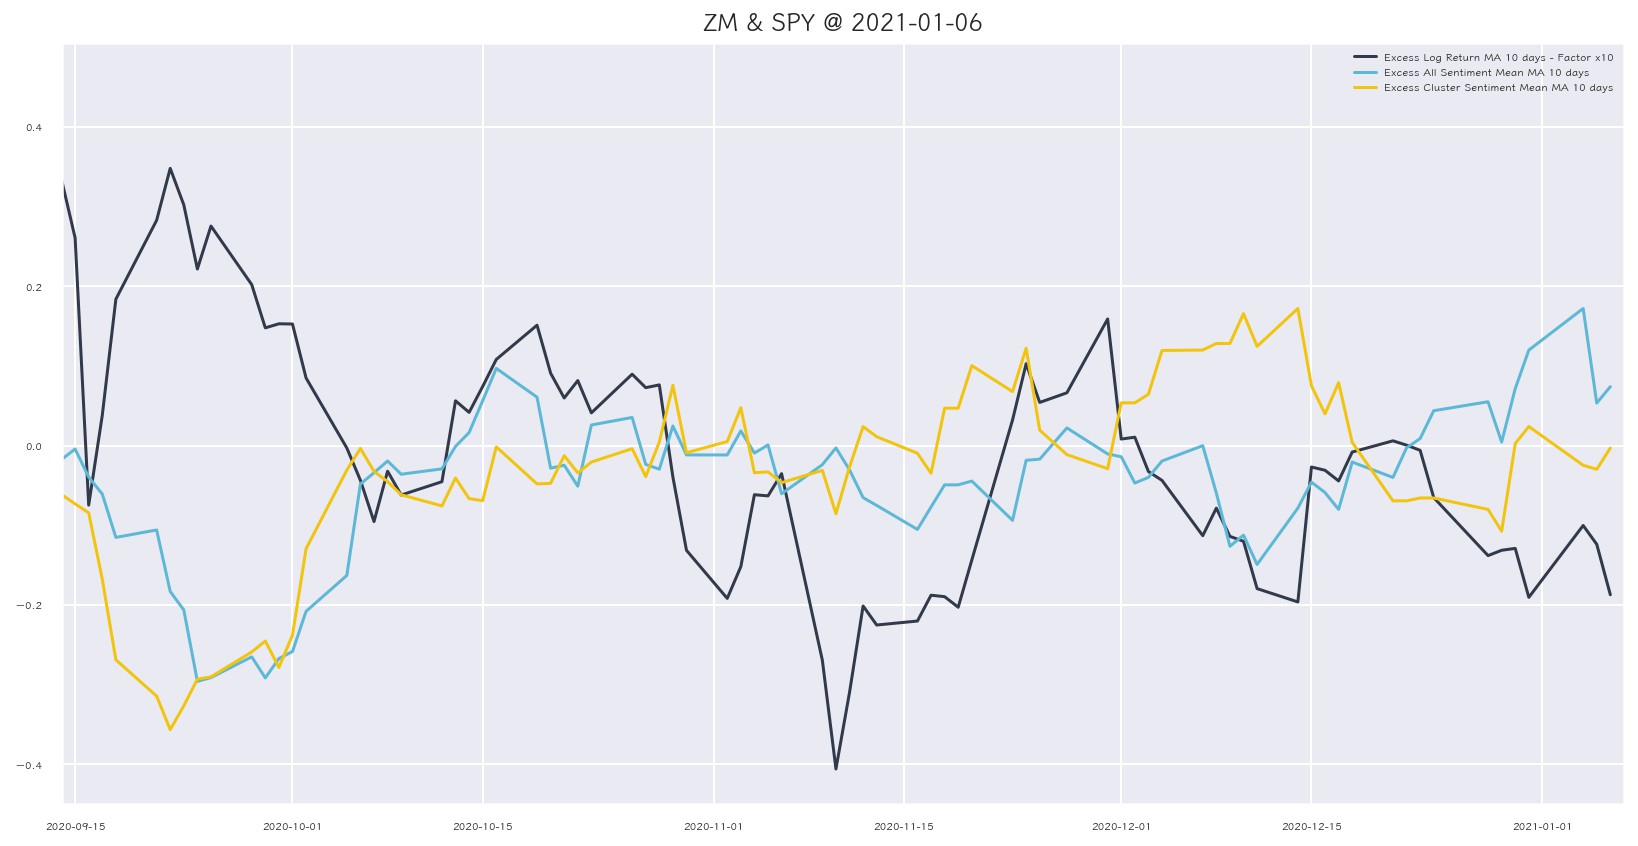 ZM & SPY @ 2021-01-06
Excess Log Return MA 10 days - Factor x10
Excess All Sentiment Mean MA 10 days
Excess Cluster Sentiment Mean MA 10 days
0.4
0.2
0.0
−0.2
−0.4
2020-09-15 2020-10-01 2020-10-15 2020-11-01 2020-11-15 2020-12-01 2020-12-15 2021-01-01